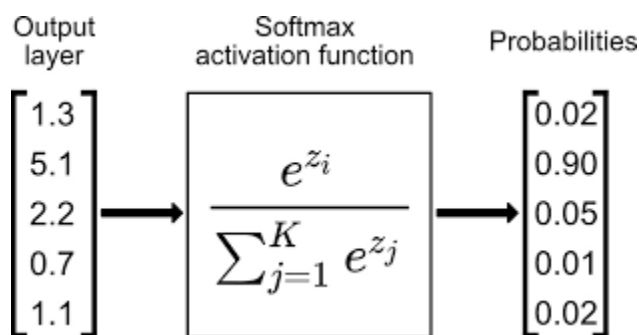 Output
layer
Softmax
activation function
Probabilities
1.3
5.1
2.2
0.7
1.1
e^{z_i}
∑_{j=1}^{K} e^{z_j}
0.02
0.90
0.05
0.01
0.02